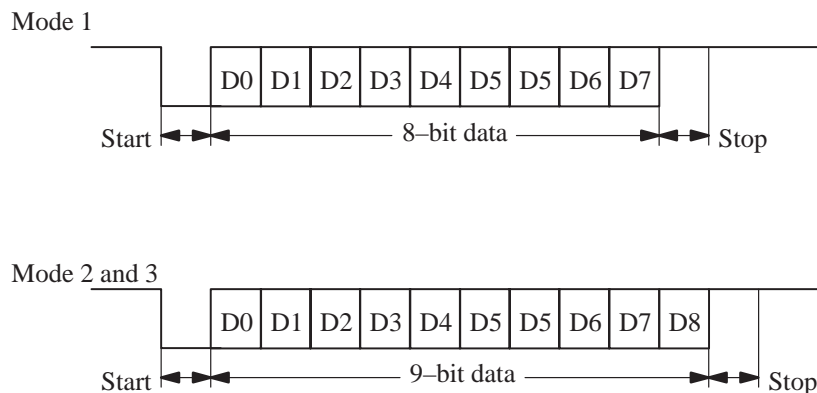 Mode 1
D0 D1 D2 D3 D4 D5 D5 D6 D7
Start 8–bit data Stop
Mode 2 and 3
D0 D1 D2 D3 D4 D5 D5 D6 D7 D8
Start 9–bit data Stop